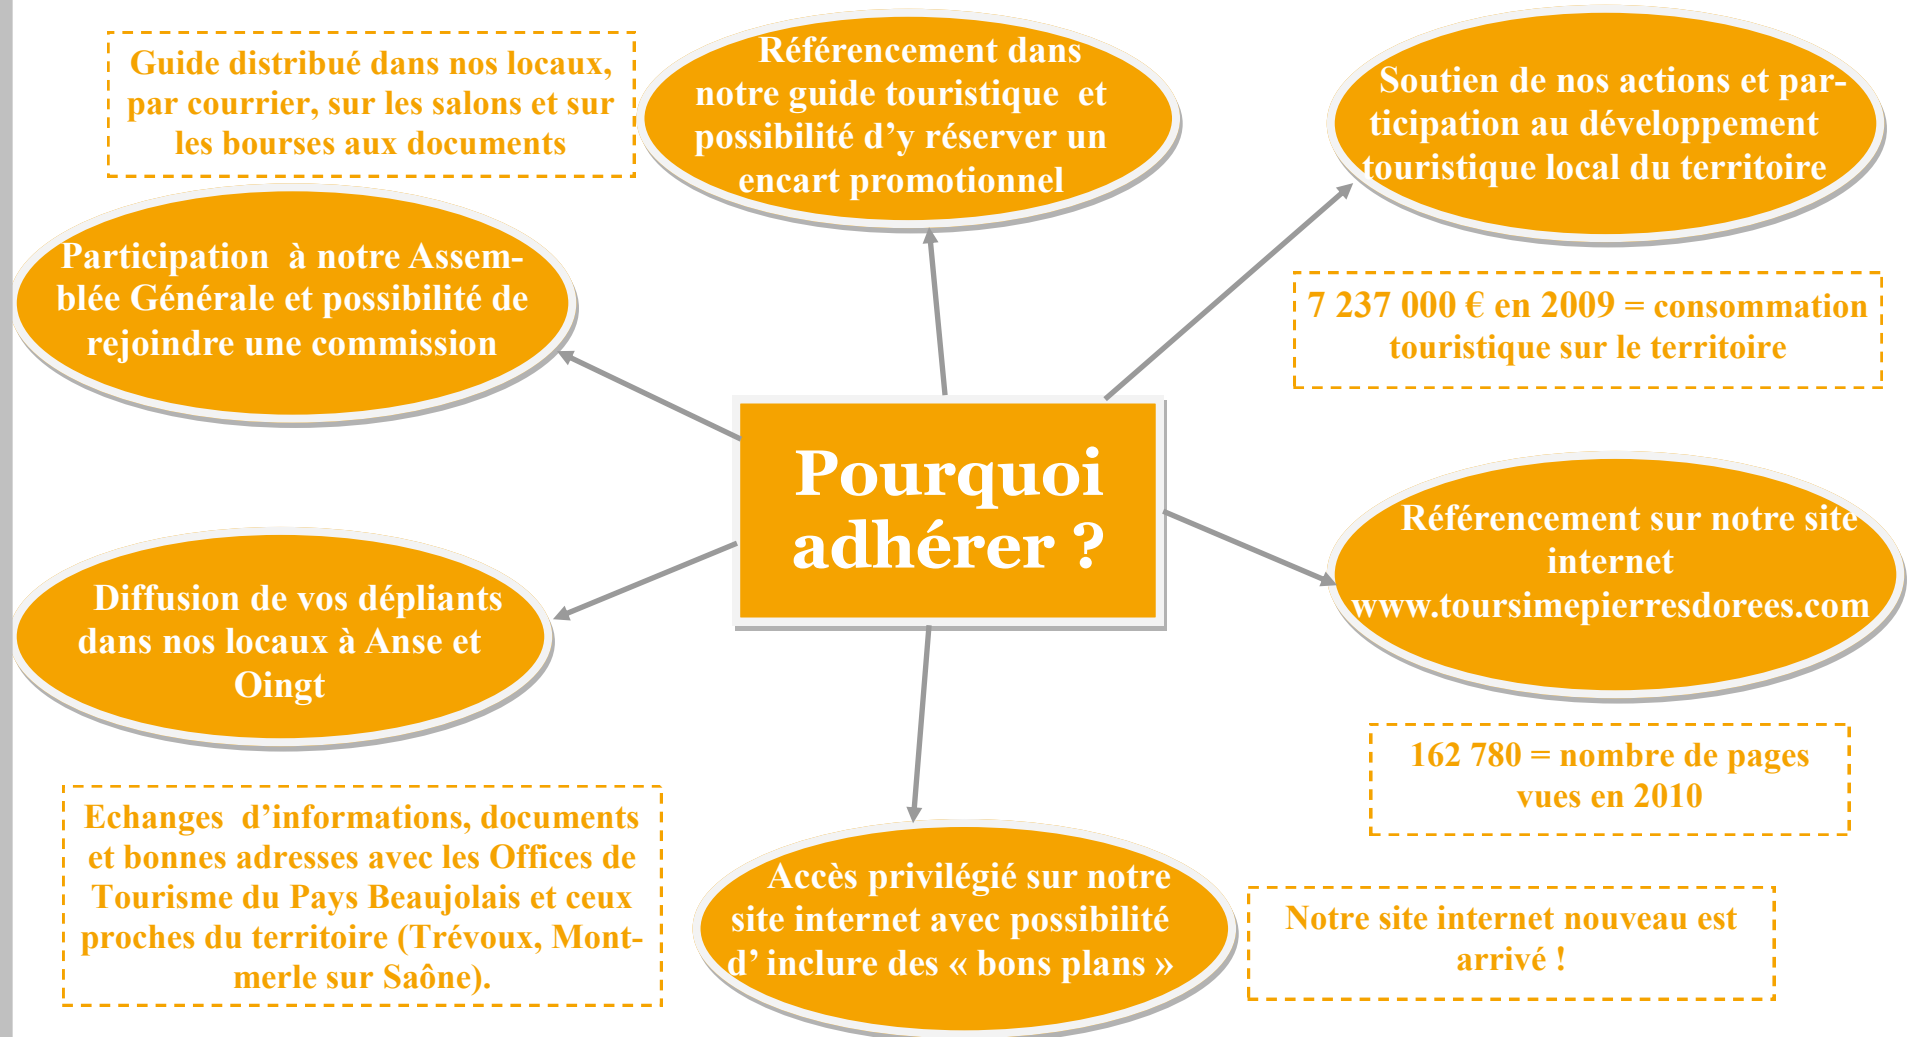 Guide distribué dans nos locaux,
par courrier, sur les salons et sur
les bourses aux documents
Référencement dans
notre guide touristique et
possibilité d’y réserver un
encart promotionnel
Soutien de nos actions et par-
ticipation au développement
touristique local du territoire
Participation à notre Assem-
blée Générale et possibilité de
rejoindre une commission
7 237 000 € en 2009 = consommation
touristique sur le territoire
Pourquoi
adhérer ?
Référencement sur notre site
internet
www.toursimepierresdorees.com
Diffusion de vos dépliants
dans nos locaux à Anse et
Oingt
162 780 = nombre de pages
vues en 2010
Echanges d’informations, documents
et bonnes adresses avec les Offices de
Tourisme du Pays Beaujolais et ceux
proches du territoire (Trévoux, Mont-
merle sur Saône).
Accès privilégié sur notre
site internet avec possibilité
d’ inclure des « bons plans »
Notre site internet nouveau est
arrivé !